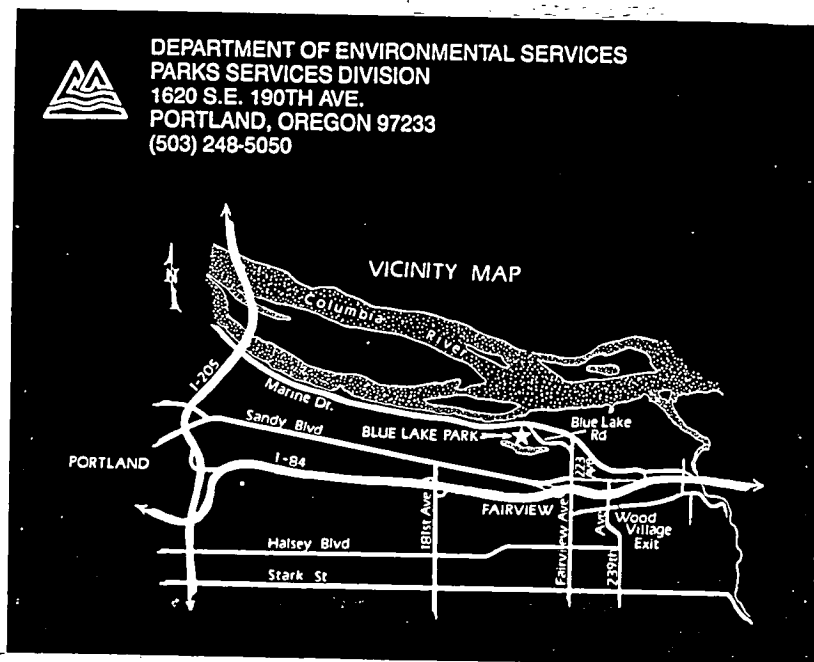 DEPARTMENT OF ENVIRONMENTAL SERVICES
PARKS SERVICES DIVISION
1620 S.E. 190TH AVE.
PORTLAND, OREGON 97233
(503) 248-5050
N
VICINITY MAP
Columbia River
I-205
Marine Dr.
Sandy Blvd
BLUE LAKE PARK
Blue Lake
Rd
223 Ave
PORTLAND
I-84
181st Ave
FAIRVIEW
Fairview Ave
239th Ave
Wood
Village
Exit
Halsey Blvd
Stark St